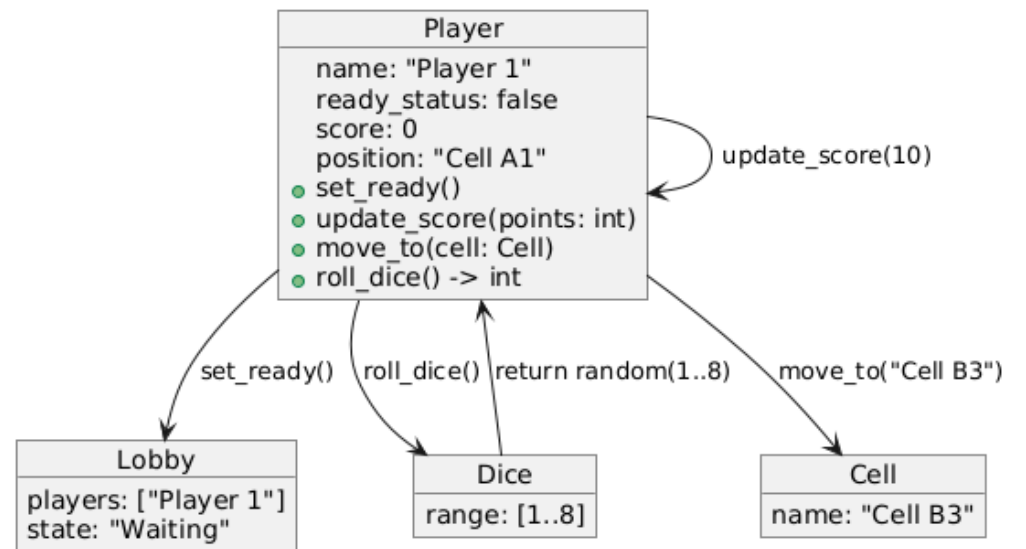 Player
name: "Player 1"
ready_status: false
score: 0
position: "Cell A1"
set_ready()
update_score(points: int)
move_to(cell: Cell)
roll_dice() -> int
update_score(10)
set_ready()
roll_dice()
return random(1..8)
move_to("Cell B3")
Lobby
players: ["Player 1"]
state: "Waiting"
Dice
range: [1..8]
Cell
name: "Cell B3"